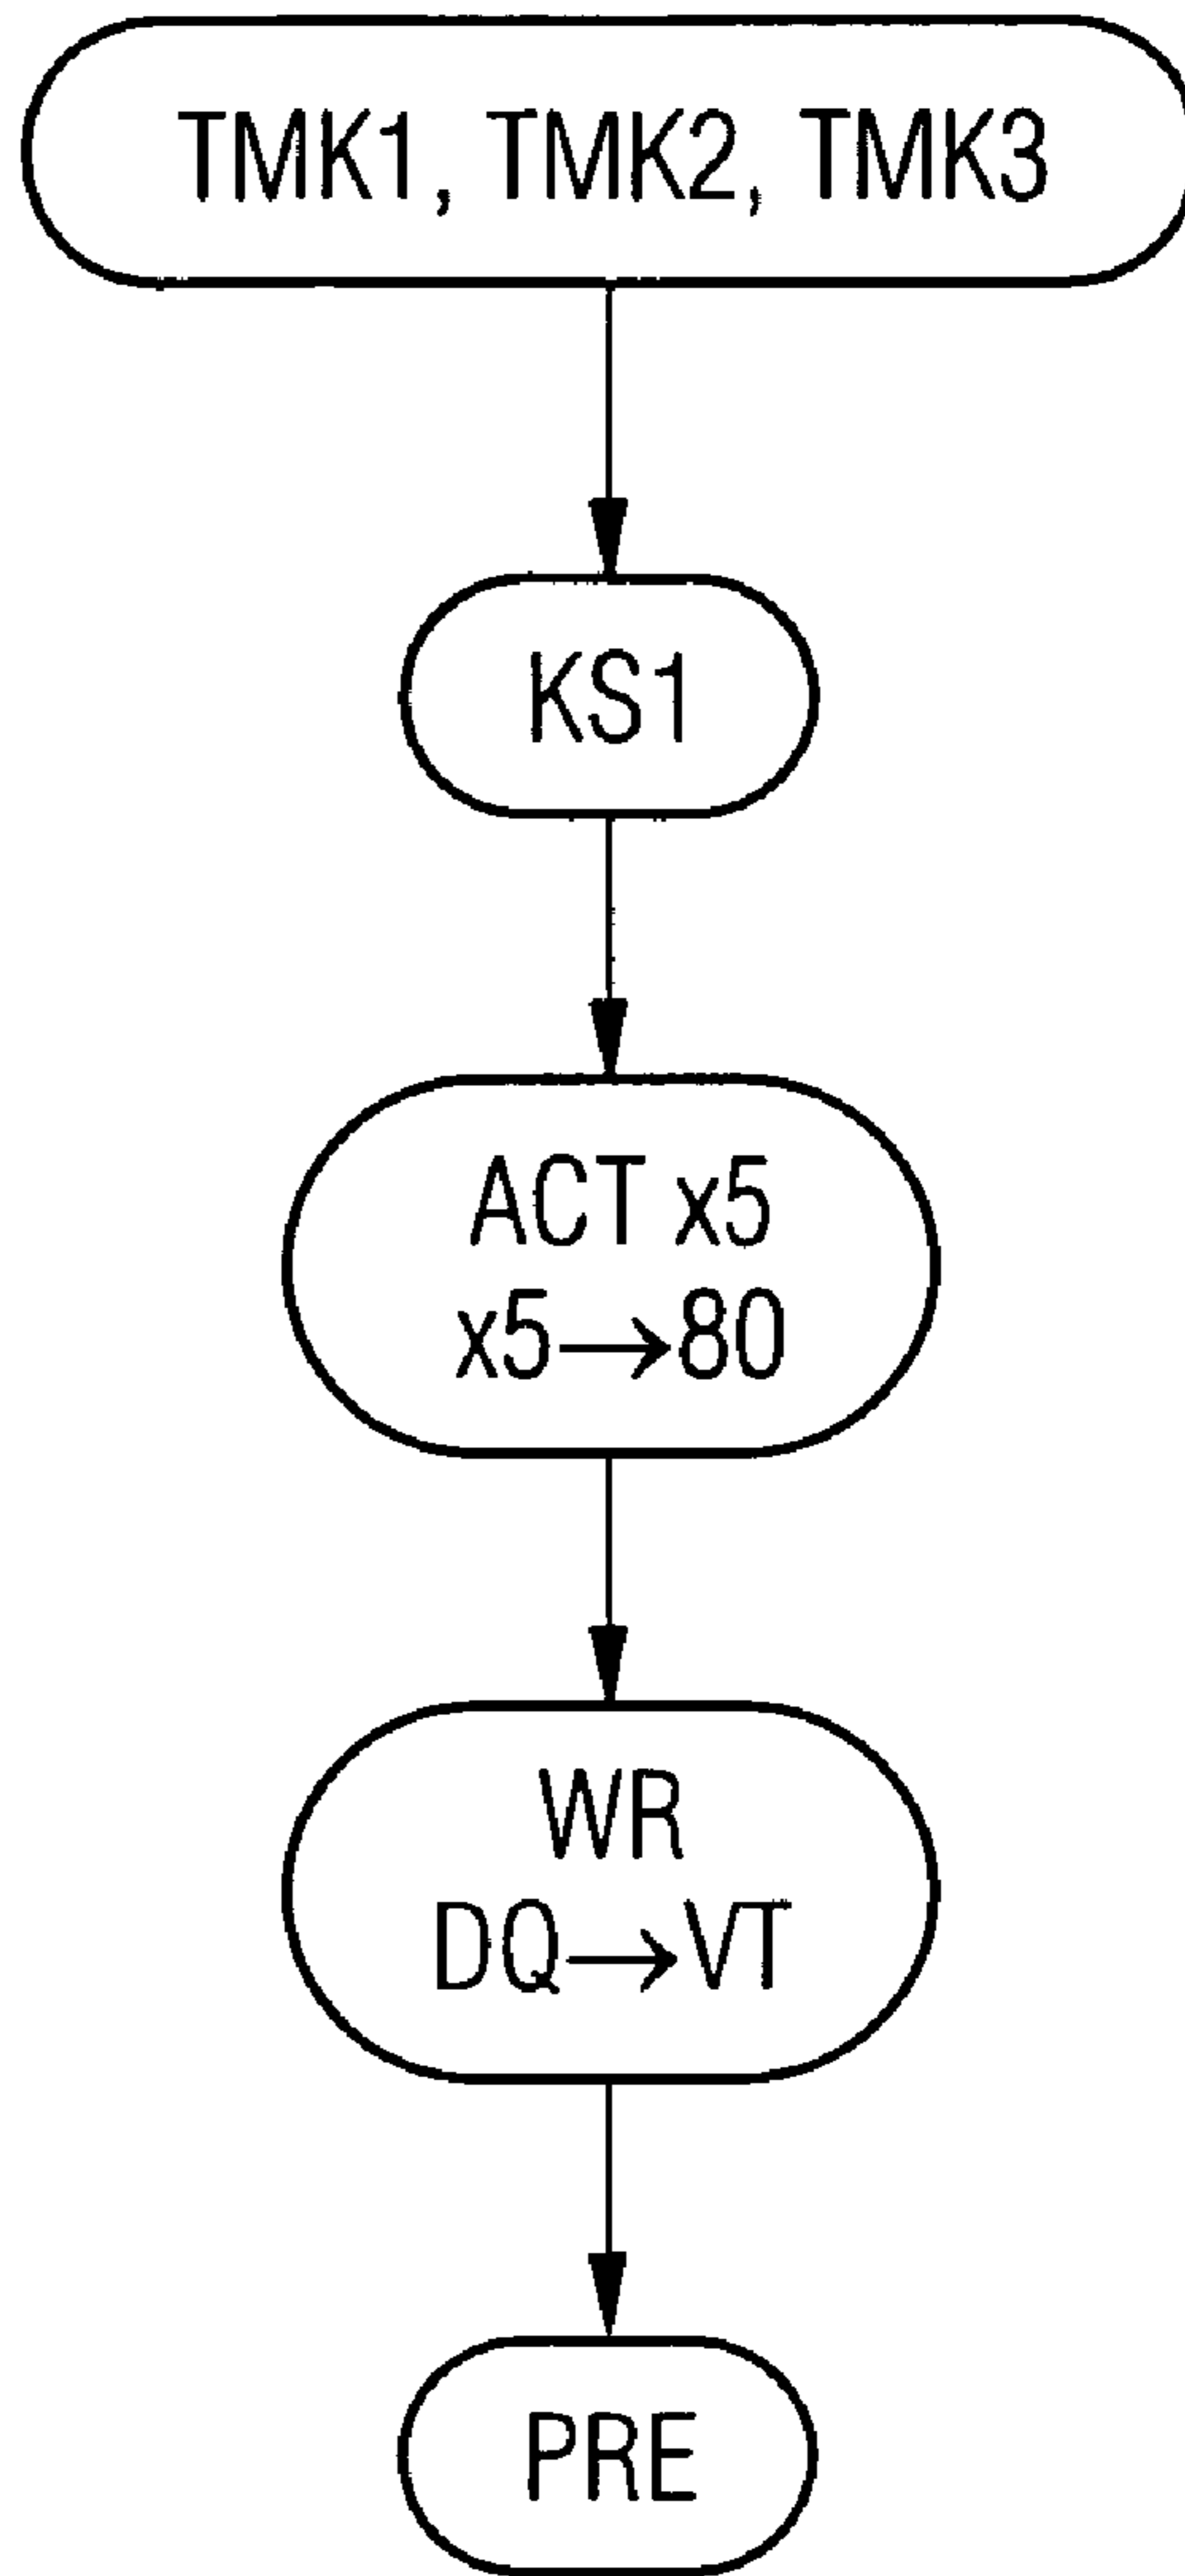 TMK1, TMK2, TMK3
KS1
ACT x5
x5→80
WR
DQ→VT
PRE